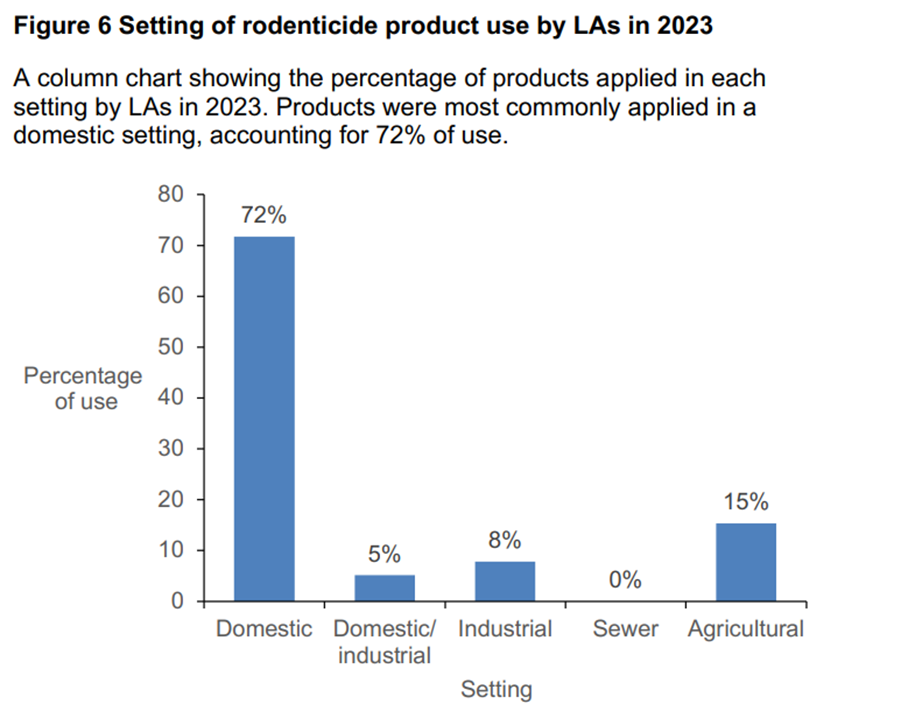 Figure 6 Setting of rodenticide product use by LAs in 2023
A column chart showing the percentage of products applied in each
setting by LAs in 2023. Products were most commonly applied in a
domestic setting, accounting for 72% of use.
80
70
60
50
40
30
20
10
0
Percentage
of use
72%
5%
8%
0%
15%
Domestic
Domestic/
industrial
Industrial
Sewer
Agricultural
Setting